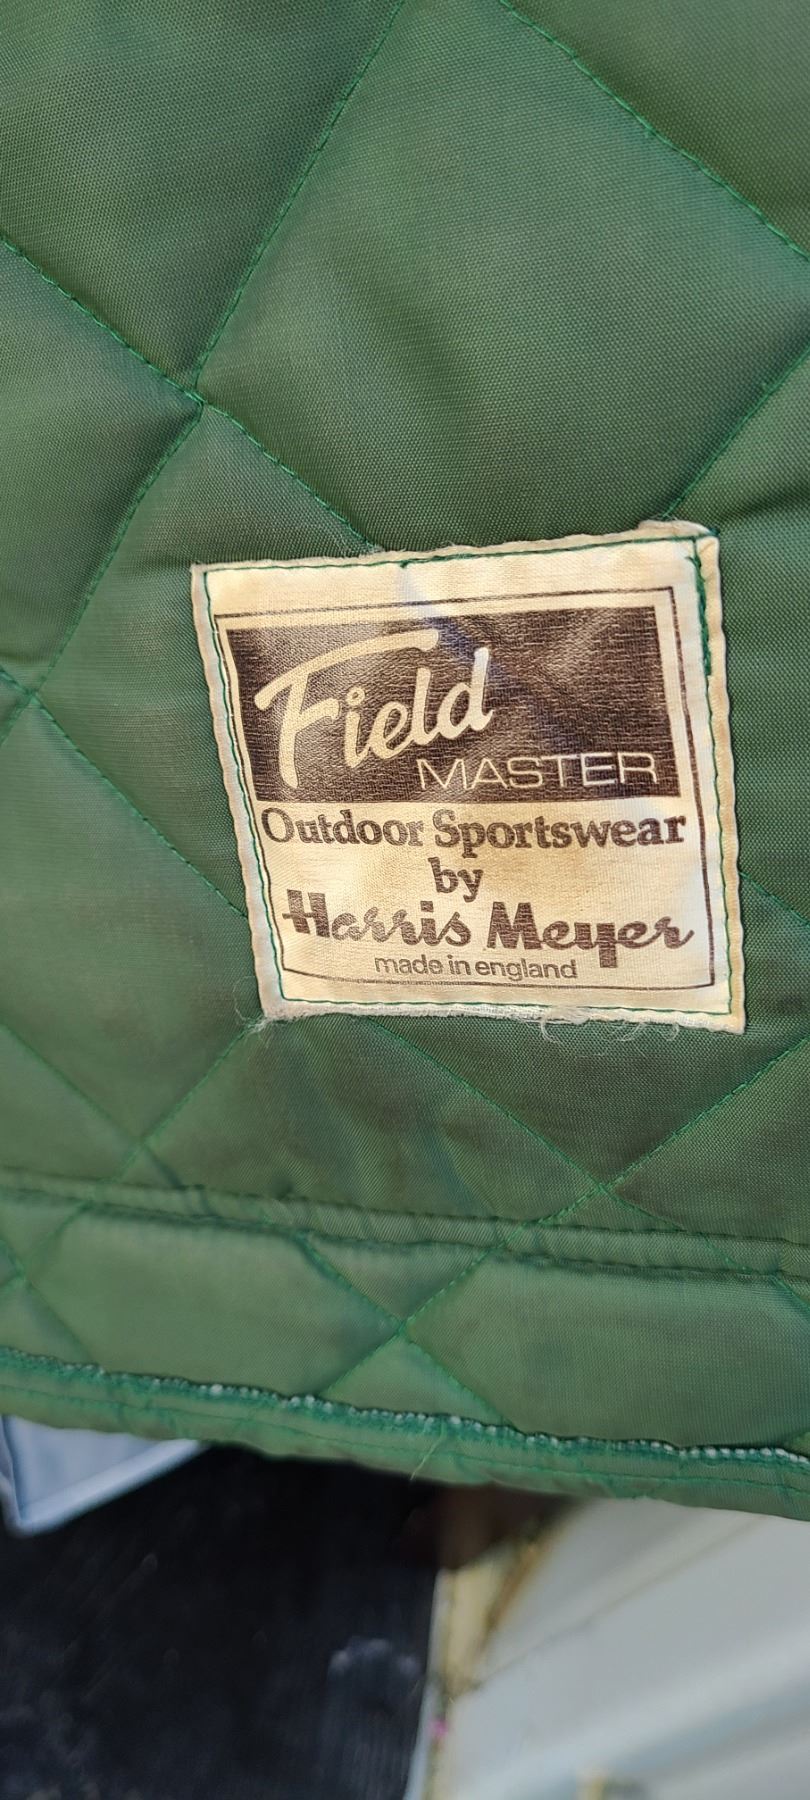 Field
MASTER
Outdoor Sportswear
by
Harris Meyer
made in england